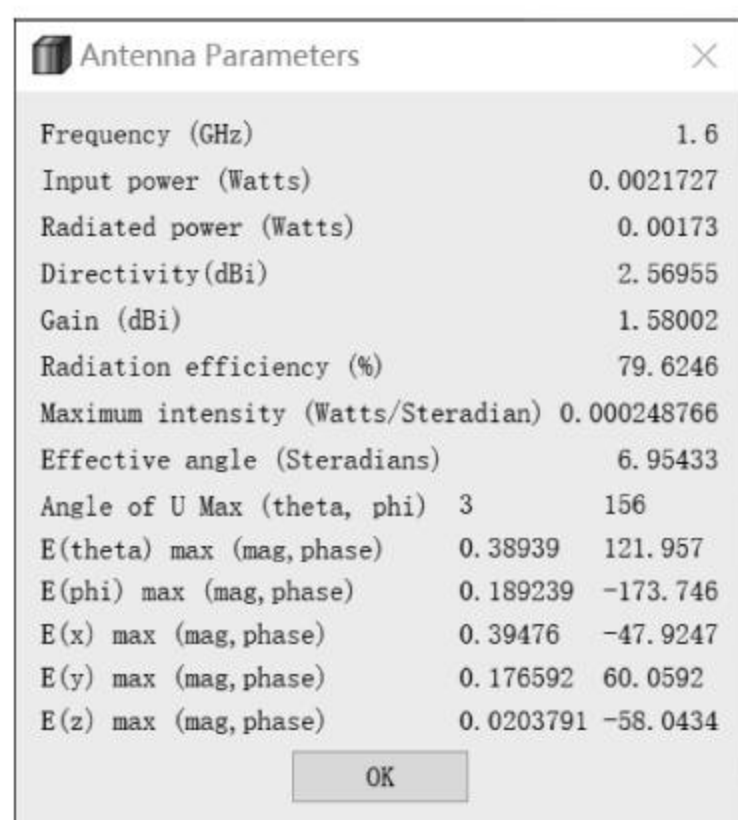 Antenna Parameters
Frequency (GHz) 1.6
Input power (Watts) 0.0021727
Radiated power (Watts) 0.00173
Directivity(dBi) 2.56955
Gain (dBi) 1.58002
Radiation efficiency (%) 79.6246
Maximum intensity (Watts/Steradian) 0.000248766
Effective angle (Steradians) 6.95433
Angle of U Max (theta, phi) 3 156
E(theta) max (mag,phase) 0.38939 121.957
E(phi) max (mag,phase) 0.189239 -173.746
E(x) max (mag,phase) 0.39476 -47.9247
E(y) max (mag,phase) 0.176592 60.0592
E(z) max (mag,phase) 0.0203791 -58.0434
OK